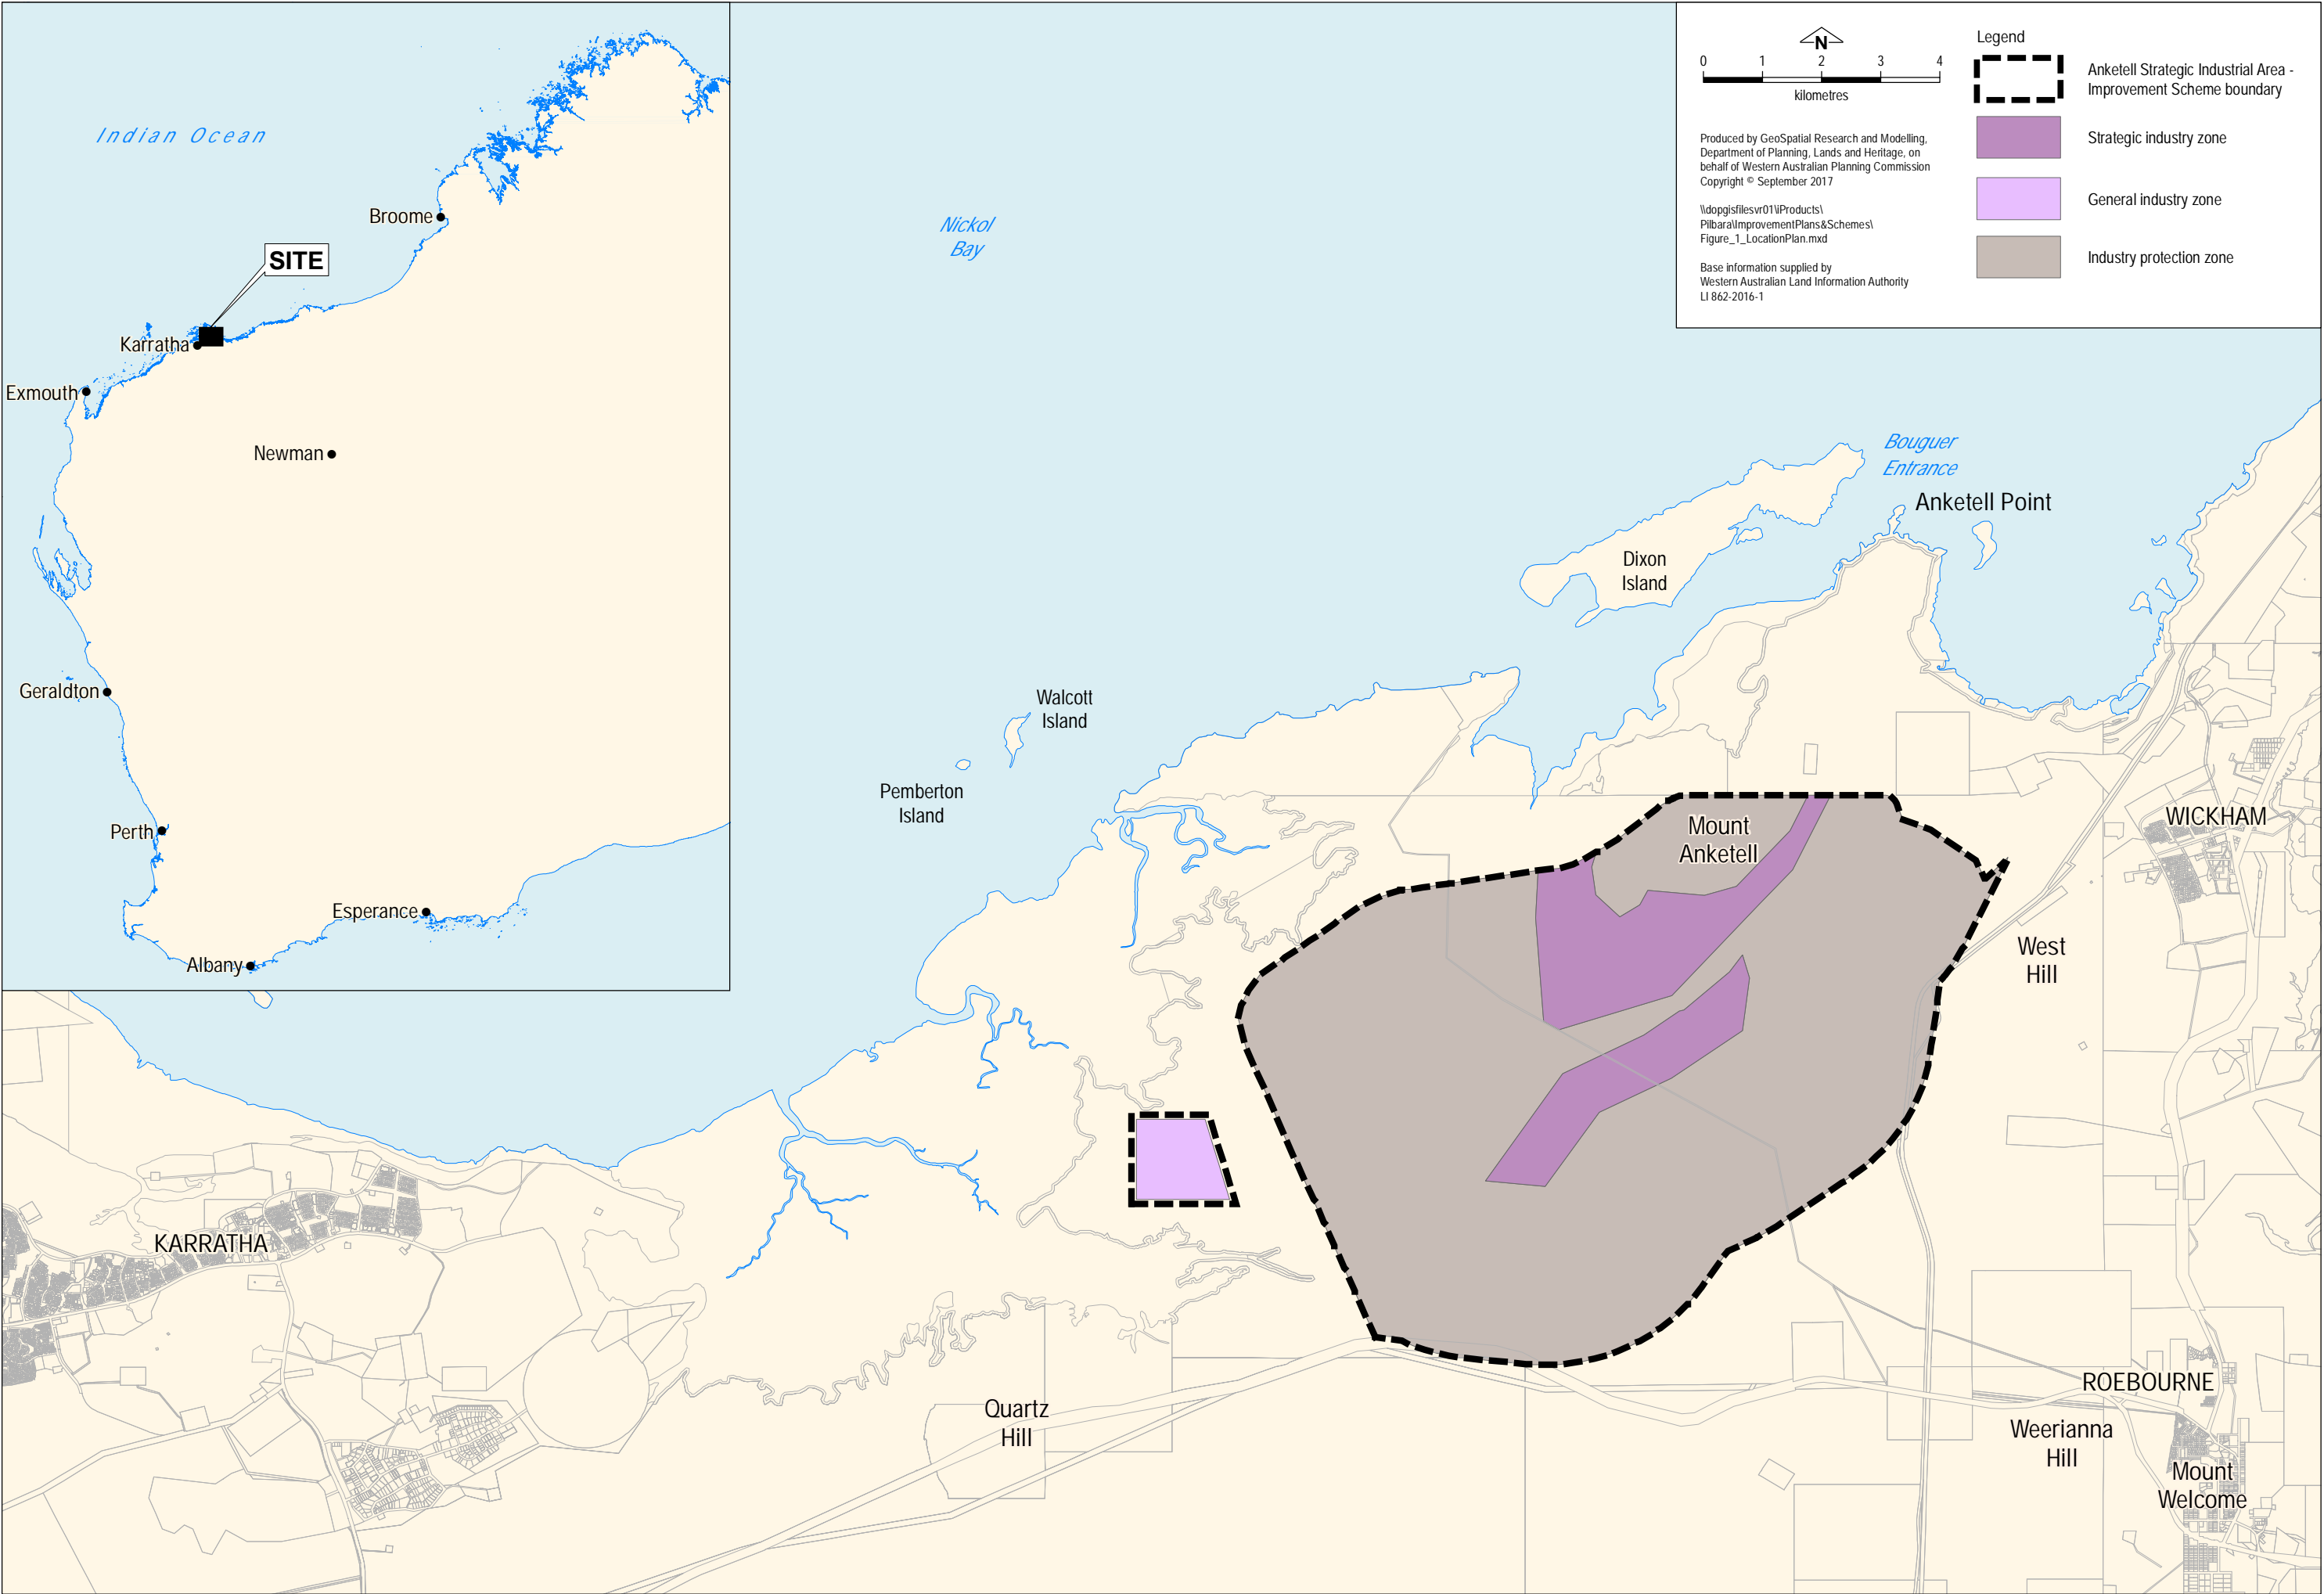 Indian Ocean
Broome
SITE
Karratha
Exmouth
Newman
Geraldton
Perth
Esperance
Albany
Nickol
Bay
N
0 1 2 3 4
kilometres
Produced by GeoSpatial Research and Modelling,
Department of Planning, Lands and Heritage, on
behalf of Western Australian Planning Commission
Copyright © September 2017
\\dopgisfilesvr01\iProducts\
Pilbara\ImprovementPlans&Schemes\
Figure_1_LocationPlan.mxd
Base information supplied by
Western Australian Land Information Authority
LI 862-2016-1
Legend
Anketell Strategic Industrial Area -
Improvement Scheme boundary
Strategic industry zone
General industry zone
Industry protection zone
Bouguer
Entrance
Anketell Point
Dixon
Island
Walcott
Island
Pemberton
Island
Mount
Anketell
WICKHAM
West
Hill
KARRATHA
Quartz
Hill
ROEBOURNE
Weerianna
Hill
Mount
Welcome